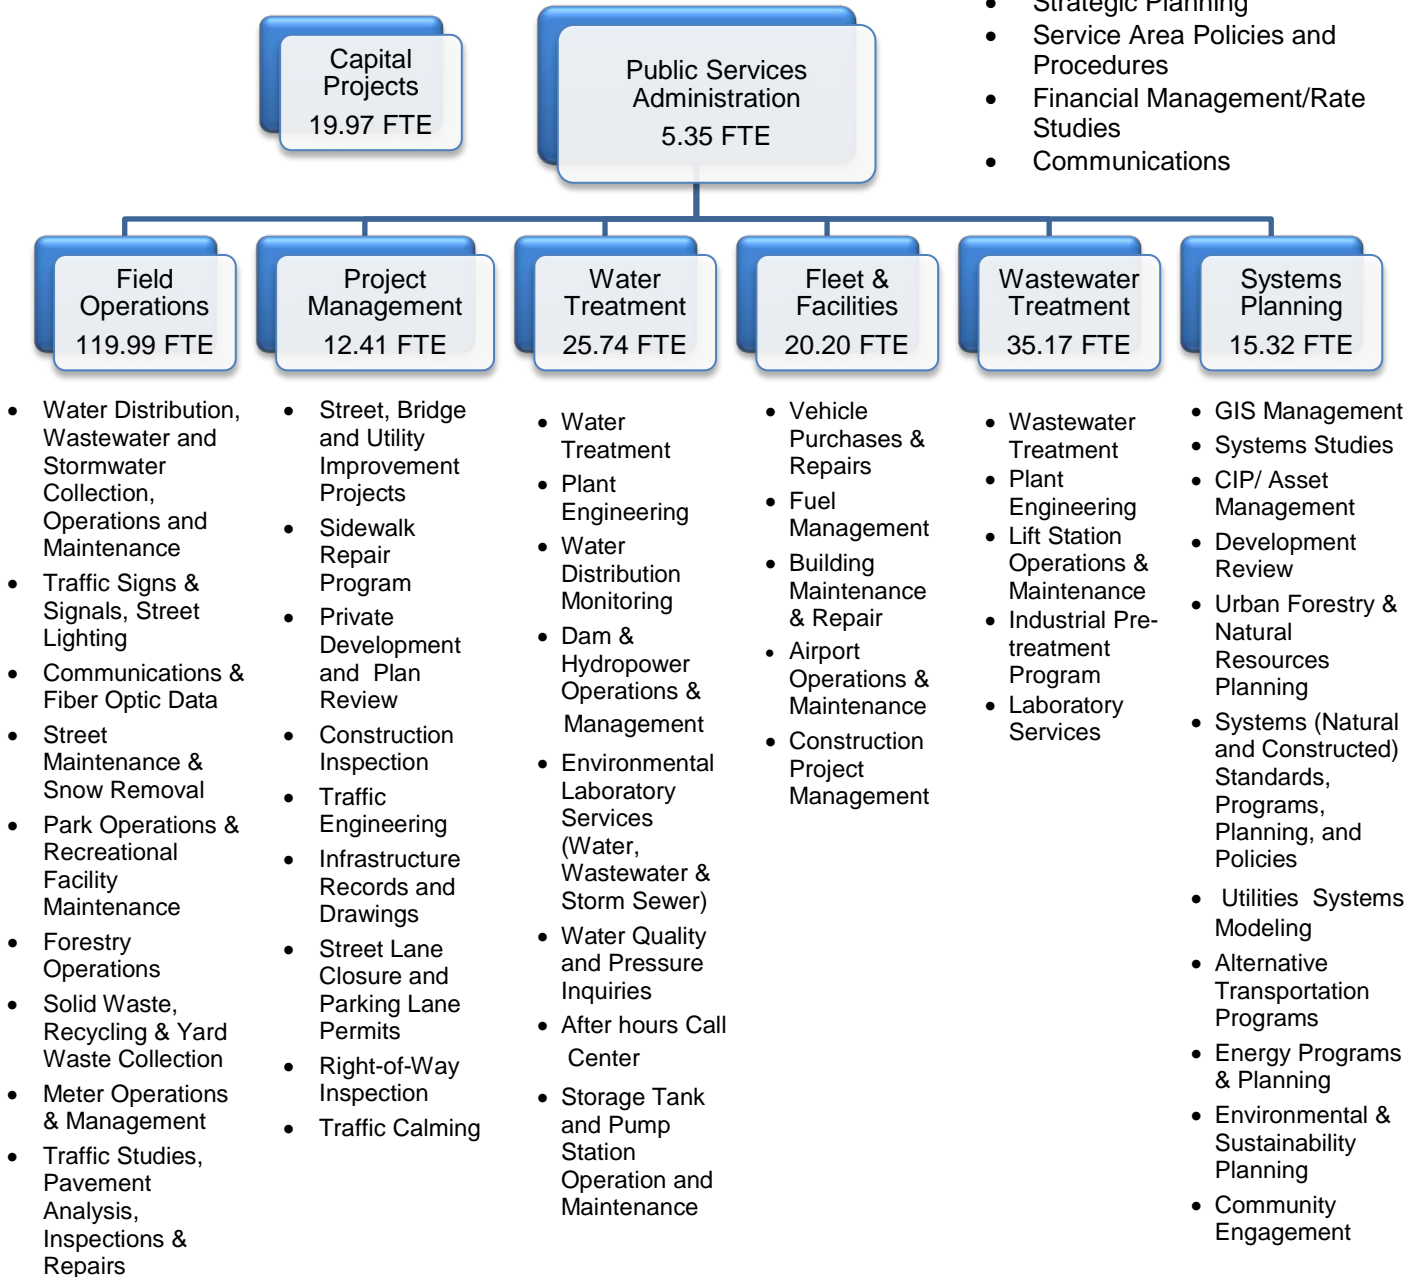 Capital
Projects
19.97 FTE
Public Services
Administration
5.35 FTE
• Strategic Planning
• Service Area Policies and
Procedures
• Financial Management/Rate
Studies
• Communications
Field
Operations
119.99 FTE
Project
Management
12.41 FTE
Water
Treatment
25.74 FTE
Fleet &
Facilities
20.20 FTE
Wastewater
Treatment
35.17 FTE
Systems
Planning
15.32 FTE
• Water Distribution,
Wastewater and
Stormwater
Collection,
Operations and
Maintenance
• Traffic Signs &
Signals, Street
Lighting
• Communications &
Fiber Optic Data
• Street
Maintenance &
Snow Removal
• Park Operations &
Recreational
Facility
Maintenance
• Forestry
Operations
• Solid Waste,
Recycling & Yard
Waste Collection
• Meter Operations
& Management
• Traffic Studies,
Pavement
Analysis,
Inspections &
Repairs
• Street, Bridge
and Utility
Improvement
Projects
• Sidewalk
Repair
Program
• Private
Development
and Plan
Review
• Construction
Inspection
• Traffic
Engineering
• Infrastructure
Records and
Drawings
• Street Lane
Closure and
Parking Lane
Permits
• Right-of-Way
Inspection
• Traffic Calming
• Water
Treatment
• Plant
Engineering
• Water
Distribution
Monitoring
• Dam &
Hydropower
Operations &
Management
• Environmental
Laboratory
Services
(Water,
Wastewater &
Storm Sewer)
• Water Quality
and Pressure
Inquiries
• After hours Call
Center
• Storage Tank
and Pump
Station
Operation and
Maintenance
• Vehicle
Purchases &
Repairs
• Fuel
Management
• Building
Maintenance
& Repair
• Airport
Operations &
Maintenance
• Construction
Project
Management
• Wastewater
Treatment
• Plant
Engineering
• Lift Station
Operations &
Maintenance
• Industrial Pre-
treatment
Program
• Laboratory
Services
• GIS Management
• Systems Studies
• CIP/ Asset
Management
• Development
Review
• Urban Forestry &
Natural
Resources
Planning
• Systems (Natural
and Constructed)
Standards,
Programs,
Planning, and
Policies
• Utilities Systems
Modeling
• Alternative
Transportation
Programs
• Energy Programs
& Planning
• Environmental &
Sustainability
Planning
• Community
Engagement